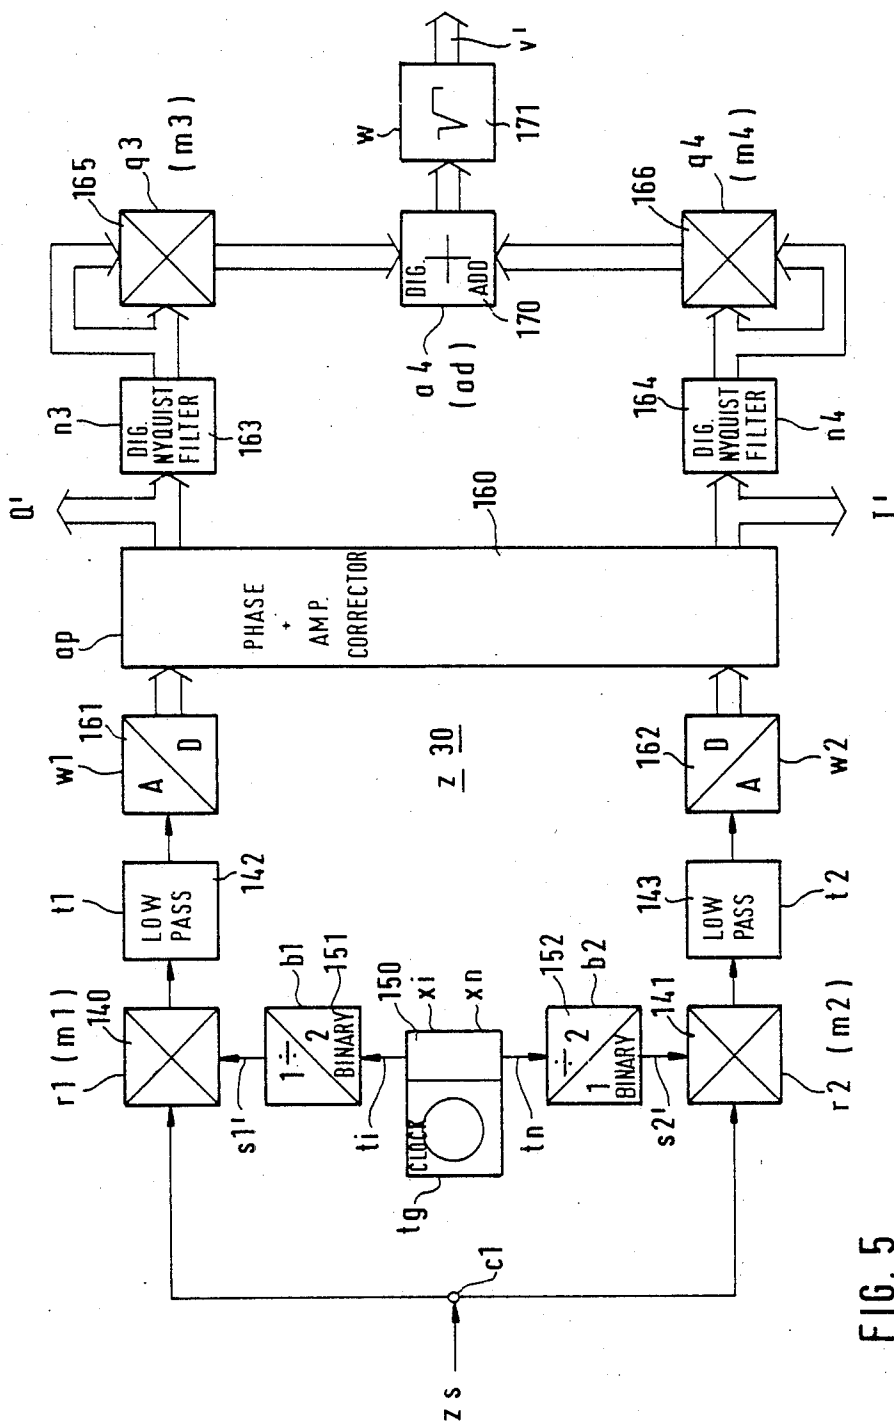 Q'
n3
DIG.
NYQUIST
FILTER
163
165
q3
(m3)
ap
PHASE
+
AMP.
CORRECTOR
160
w1
A
D
161
t1
LOW
PASS
142
r1 (m1)
140
s1'
1÷2
BINARY
b1
151
ti
CLOCK
tg
150
xi
xn
tn
1÷2
BINARY
152
b2
s2'
141
r2 (m2)
zs
c1
143
LOW
PASS
t2
162
A
D
w2
z 30
I'
164
DIG.
NYQUIST
FILTER
n4
166
q4
(m4)
DIG.
+
ADD
170
a4
(ad)
w
√
171
v'
FIG. 5